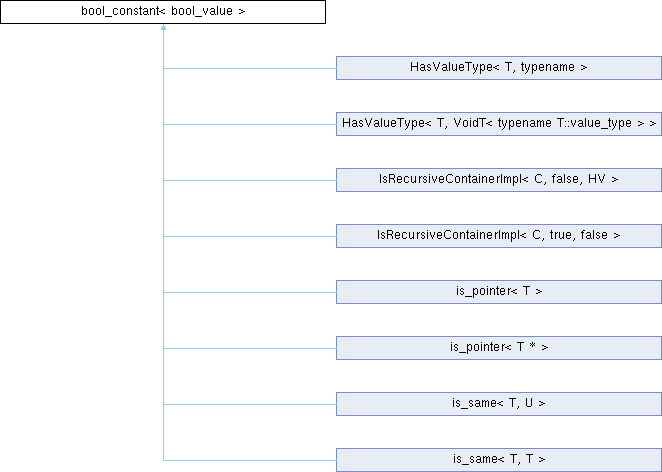 bool_constant< bool_value >
HasValueType< T, typename >
HasValueType< T, VoidT< typename T::value_type > >
IsRecursiveContainerImpl< C, false, HV >
IsRecursiveContainerImpl< C, true, false >
is_pointer< T >
is_pointer< T * >
is_same< T, U >
is_same< T, T >